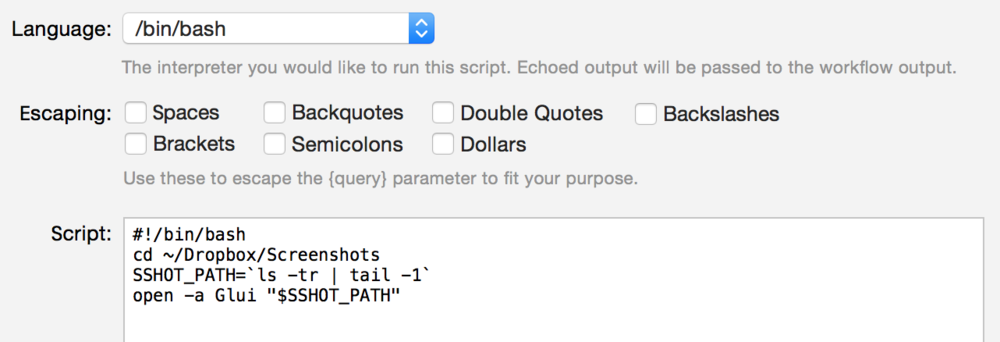 Language: /bin/bash
The interpreter you would like to run this script. Echoed output will be passed to the workflow output.
Escaping: Spaces Backquotes Double Quotes Backslashes
Brackets Semicolons Dollars
Use these to escape the {query} parameter to fit your purpose.
Script: #!/bin/bash
cd ~/Dropbox/Screenshots
SSHOT_PATH=`ls -tr | tail -1`
open -a Glui "$SSHOT_PATH"